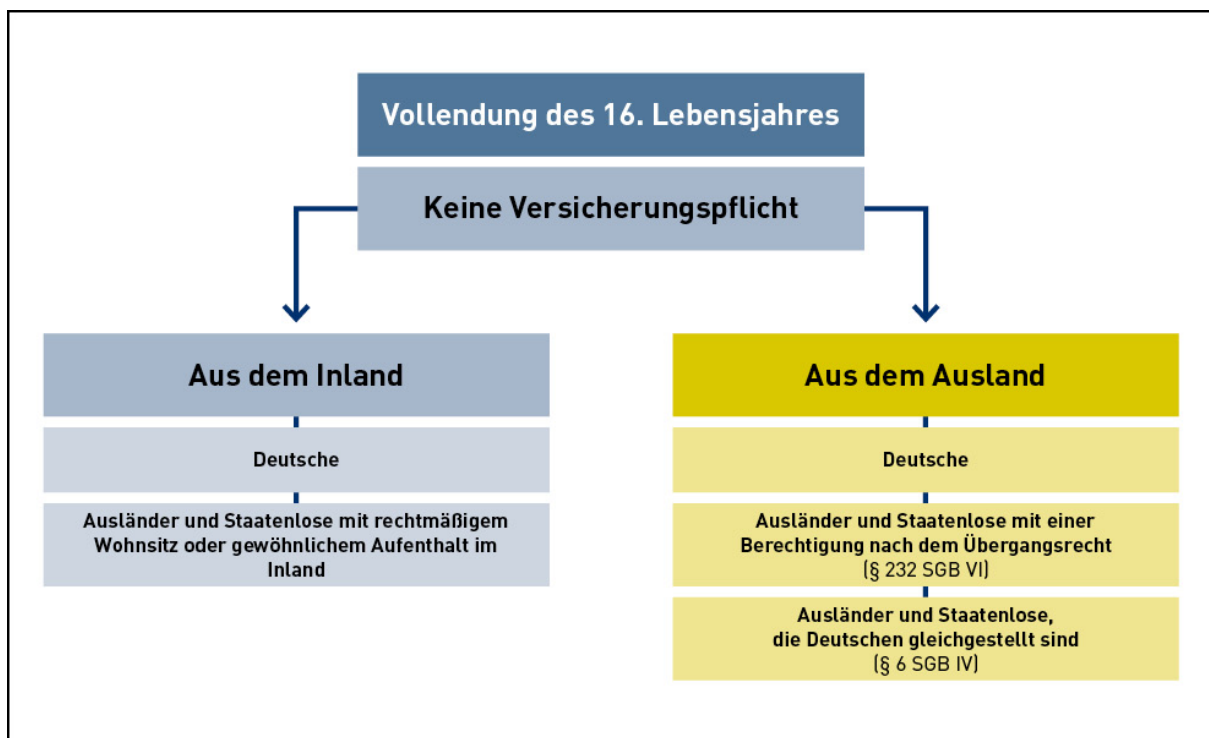 Vollendung des 16. Lebensjahres
Keine Versicherungspflicht
Aus dem Inland
Deutsche
Ausländer und Staatenlose mit rechtmäßigem
Wohnsitz oder gewöhnlichem Aufenthalt im
Inland
Aus dem Ausland
Deutsche
Ausländer und Staatenlose mit einer
Berechtigung nach dem Übergangsrecht
(§ 232 SGB VI)
Ausländer und Staatenlose,
die Deutschen gleichgestellt sind
(§ 6 SGB IV)